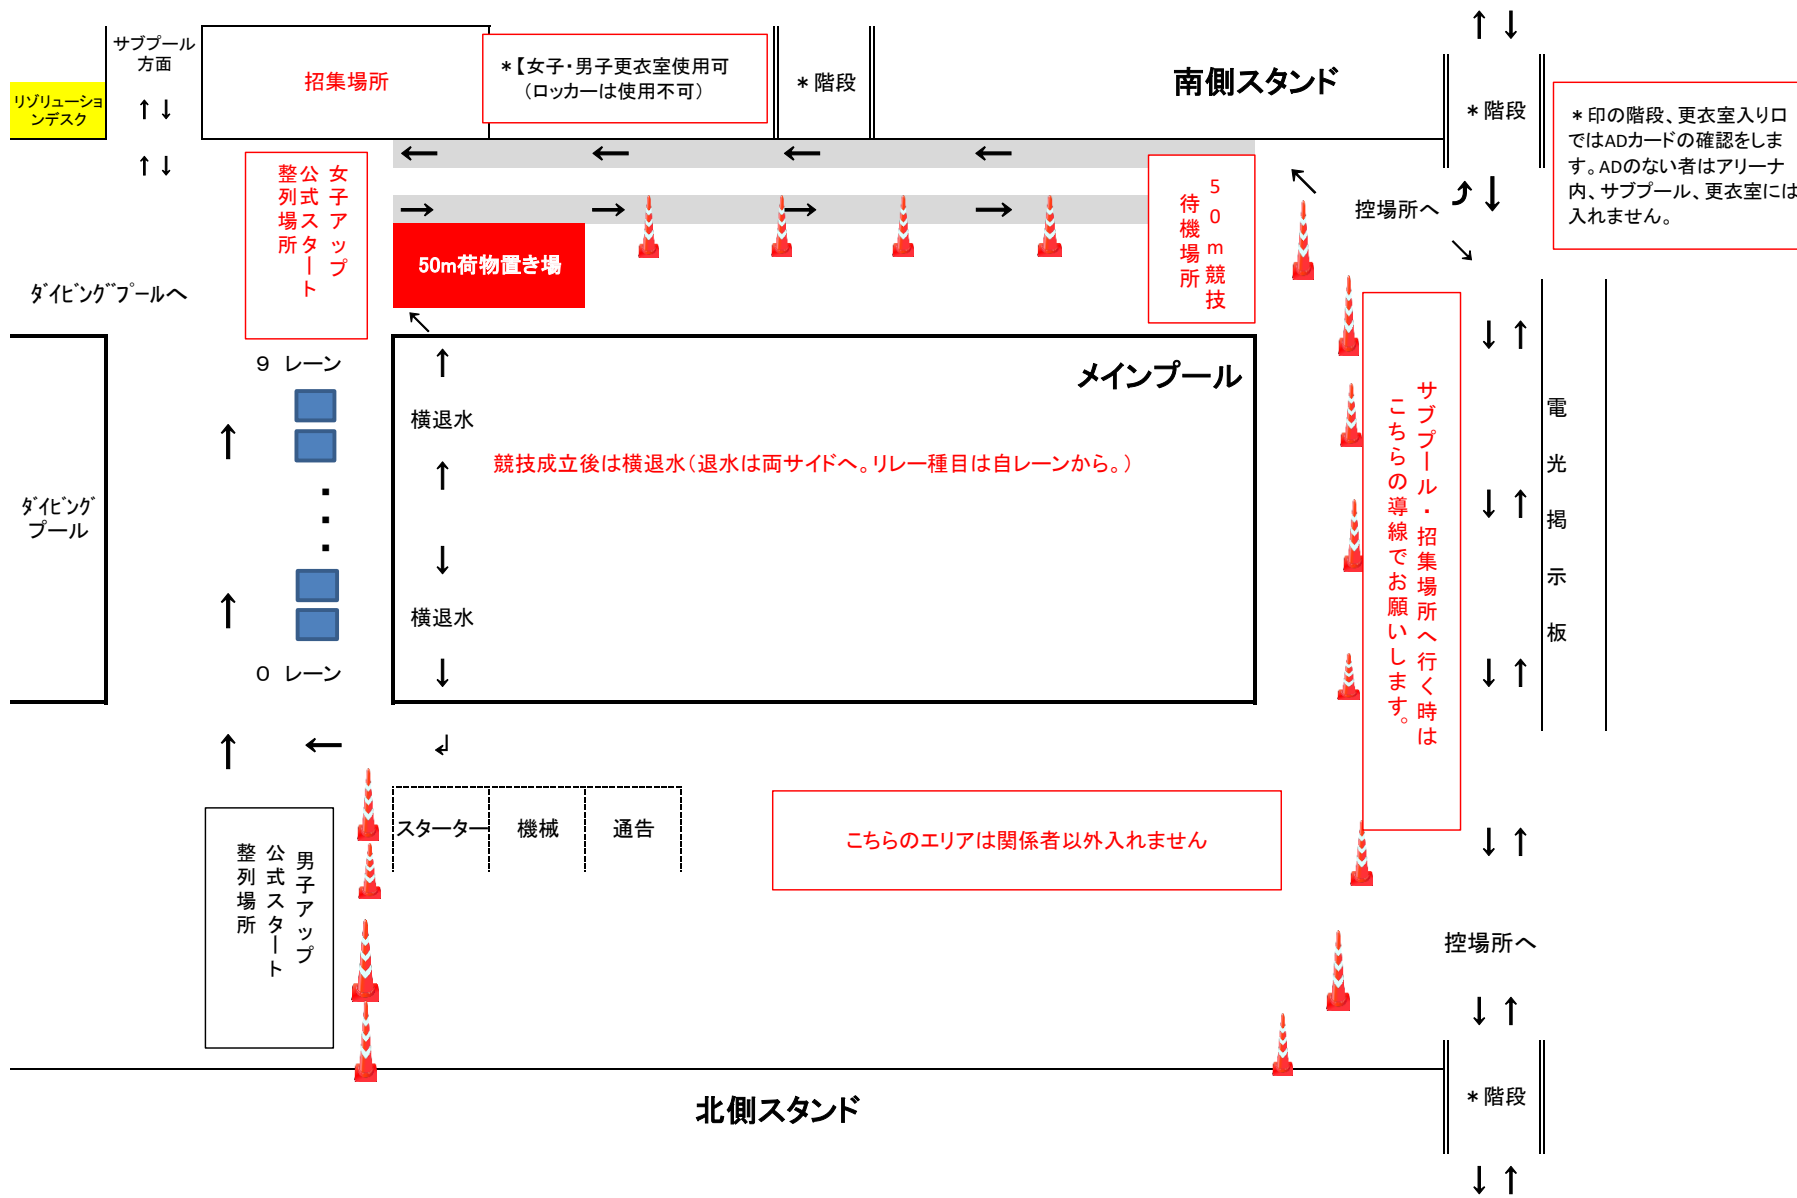 サブプール
方面
リゾリューショ
ンデスク
招集場所
*【女子・男子更衣室使用可
(ロッカーは使用不可)
*階段
南側スタンド
*階段
*印の階段、更衣室入り口
ではADカードの確認をしま
す。ADのない者はアリーナ
内、サブプール、更衣室には
入れません。
女子アップ
公式スタート
整列場所
50m荷物置き場
50m競技
待機場所
控場所へ
ダイビングプールへ
9 レーン
メインプール
横退水
競技成立後は横退水(退水は両サイドへ。リレー種目は自レーンから。)
ダイビング
プール
横退水
0 レーン
サブプール・招集場所へ行く時は
こちらの導線でお願いします。
電光掲示板
スターター
機械
通告
こちらのエリアは関係者以外入れません
男子アップ
公式スタート
整列場所
控場所へ
北側スタンド
*階段